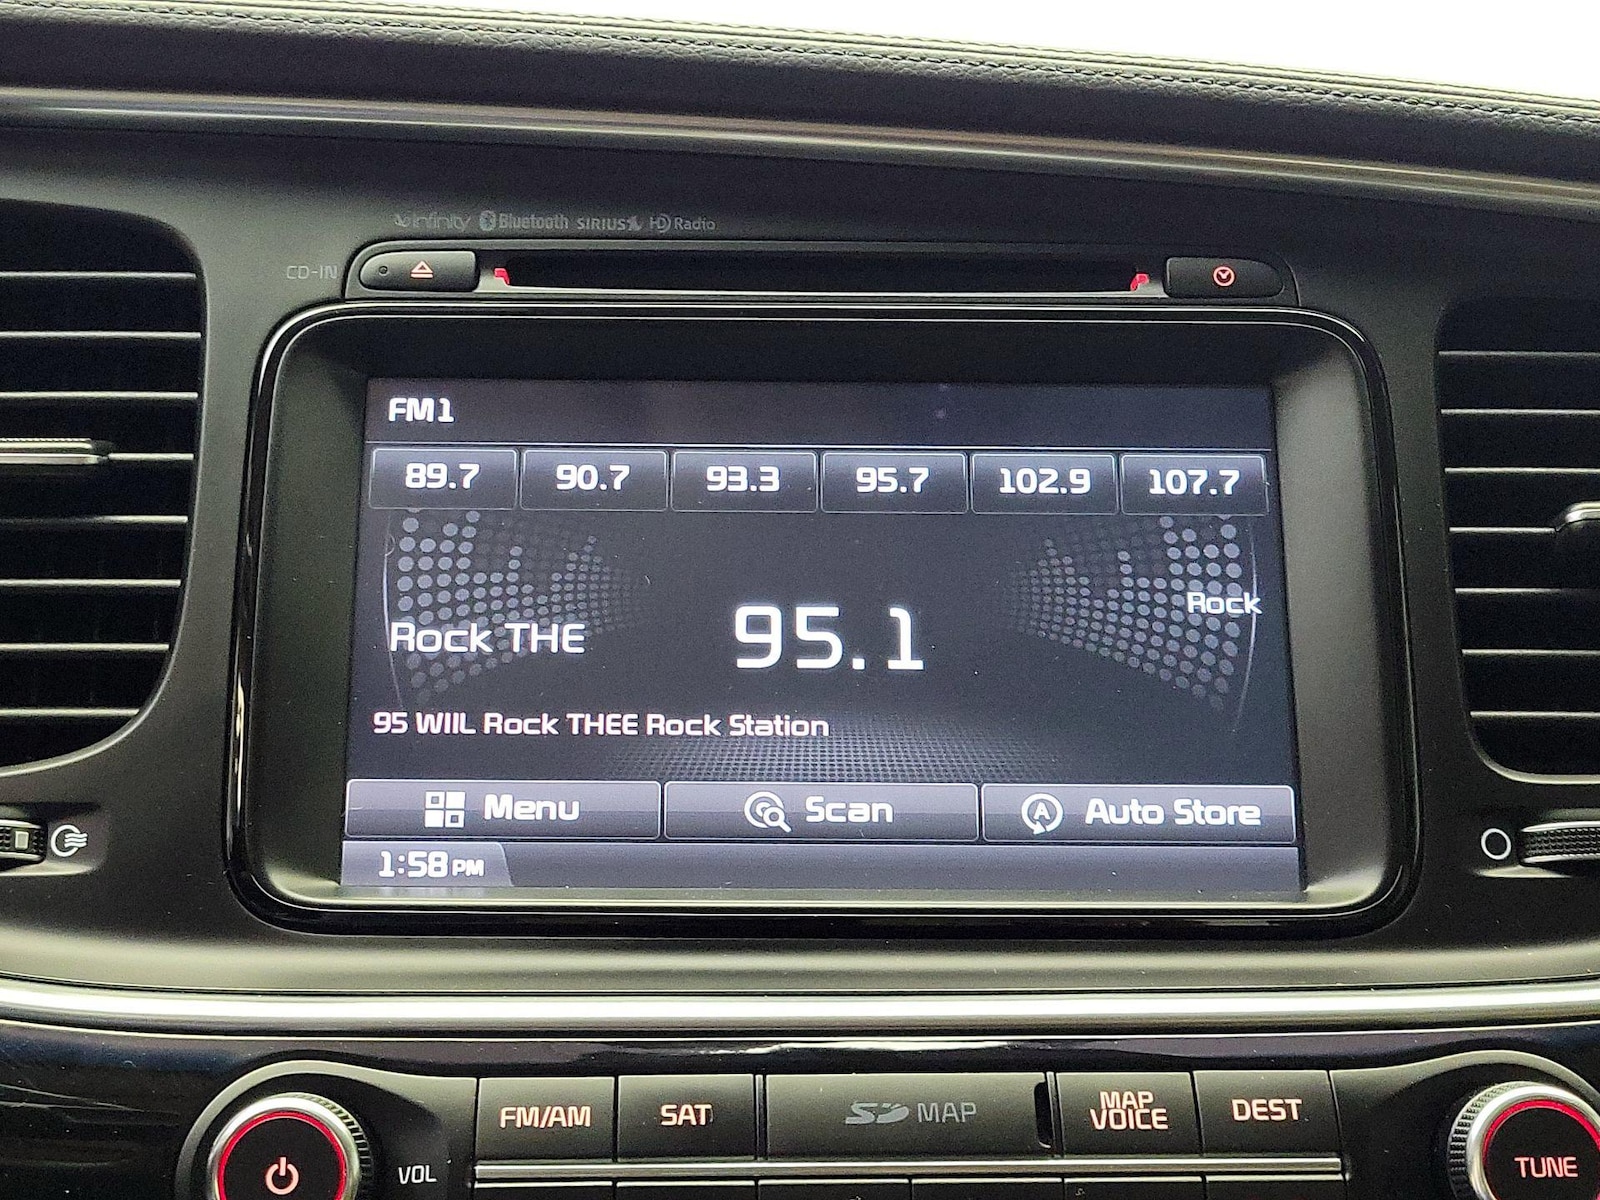 infinity Bluetooth SIRIUS HD Radio
CD-IN
FM1
89.7 90.7 93.3 95.7 102.9 107.7
Rock
Rock THE 95.1
95 WIIL Rock THEE Rock Station
Menu Scan Auto Store
1:58 PM
FM/AM SAT SD MAP MAP VOICE DEST
VOL TUNE